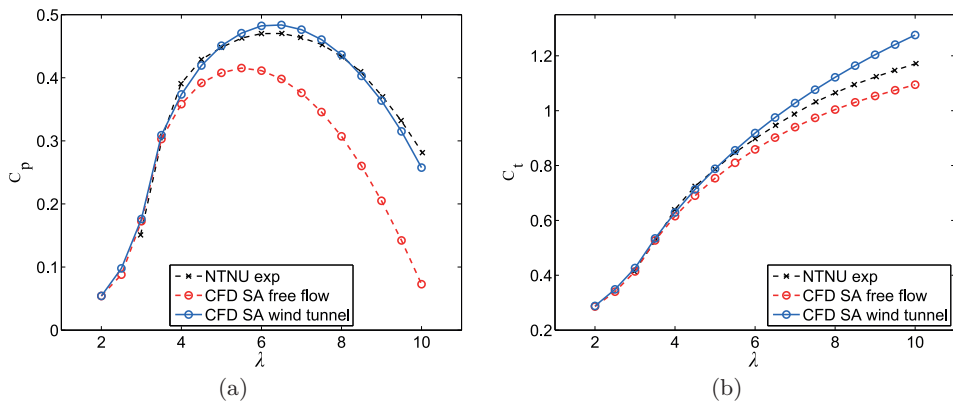 0.5
0.4
0.3
0.2
0.1
0
C_p
2
4
6
8
10
λ
NTNU exp
CFD SA free flow
CFD SA wind tunnel
(a)
1.2
1
0.8
0.6
0.4
0.2
C_t
2
4
6
8
10
λ
NTNU exp
CFD SA free flow
CFD SA wind tunnel
(b)